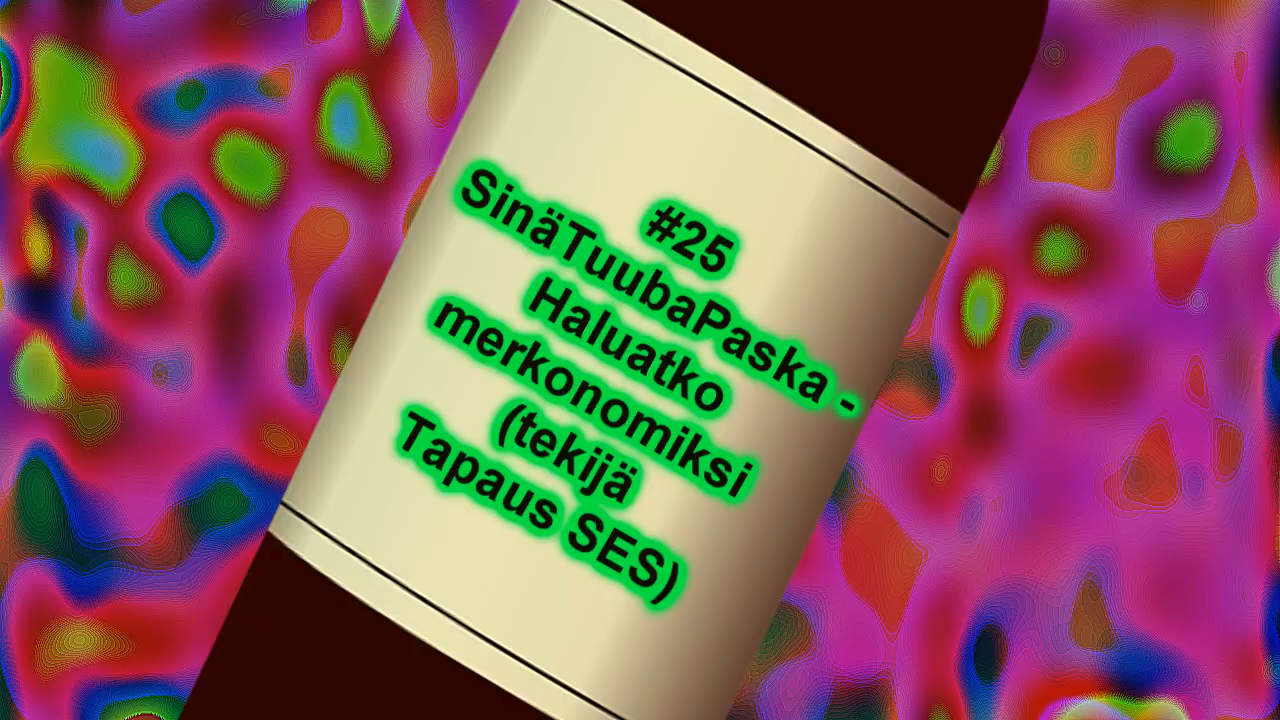 #25
SinäTuubaPaska -
Haluatko
merkonomiksi
(tekijä
Tapaus SES)